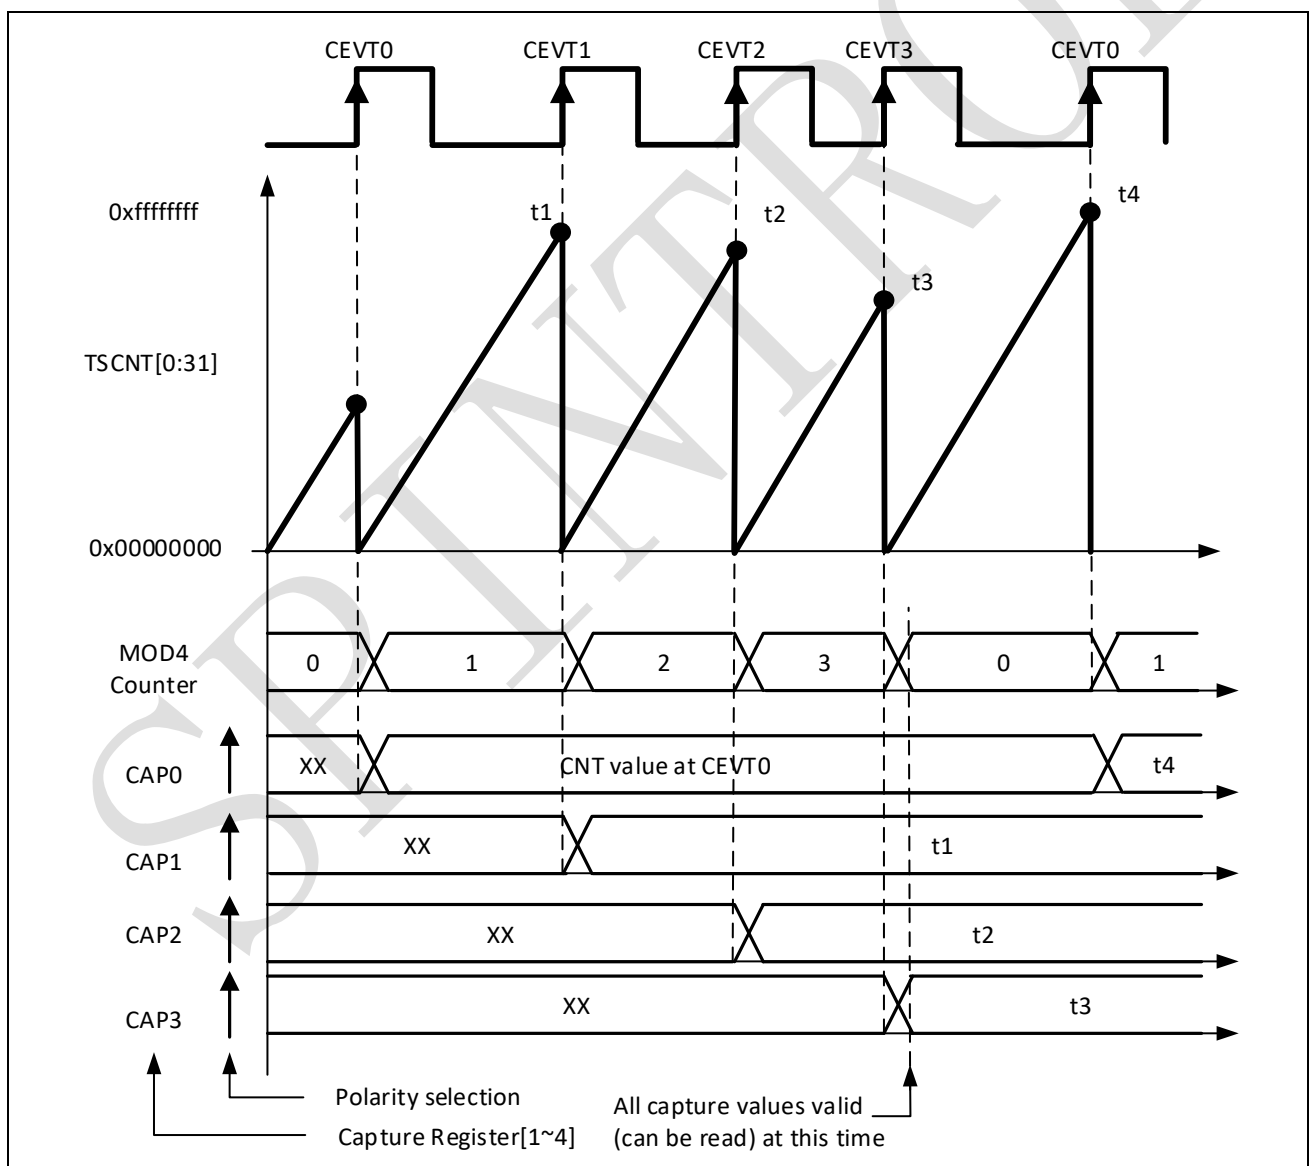 CEVT0 CEVT1 CEVT2 CEVT3 CEVT0
0xffffffff
t1
t2
t3
t4
TSCNT[0:31]
0x00000000
MOD4
Counter
0 1 2 3 0 1
CAP0 XX CNT value at CEVT0 t4
CAP1 XX t1
CAP2 XX t2
CAP3 XX t3
Polarity selection
Capture Register[1~4]
All capture values valid
(can be read) at this time
SPINTRO